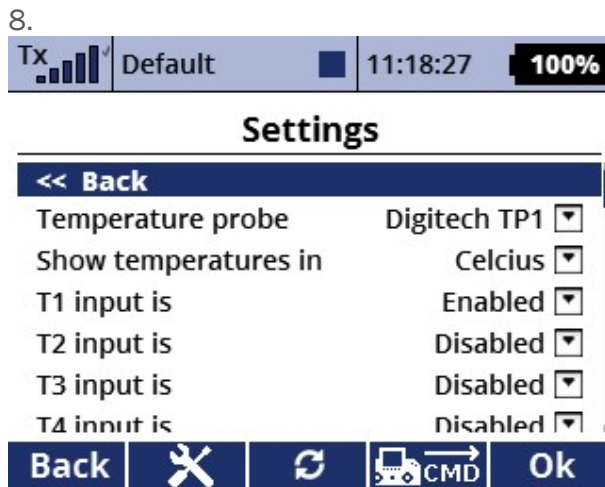 8.
Tx Default 11:18:27 100%
Settings
<< Back
Temperature probe Digitech TP1
Show temperatures in Celcius
T1 input is Enabled
T2 input is Disabled
T3 input is Disabled
T4 input is Disabled
Back CMD Ok